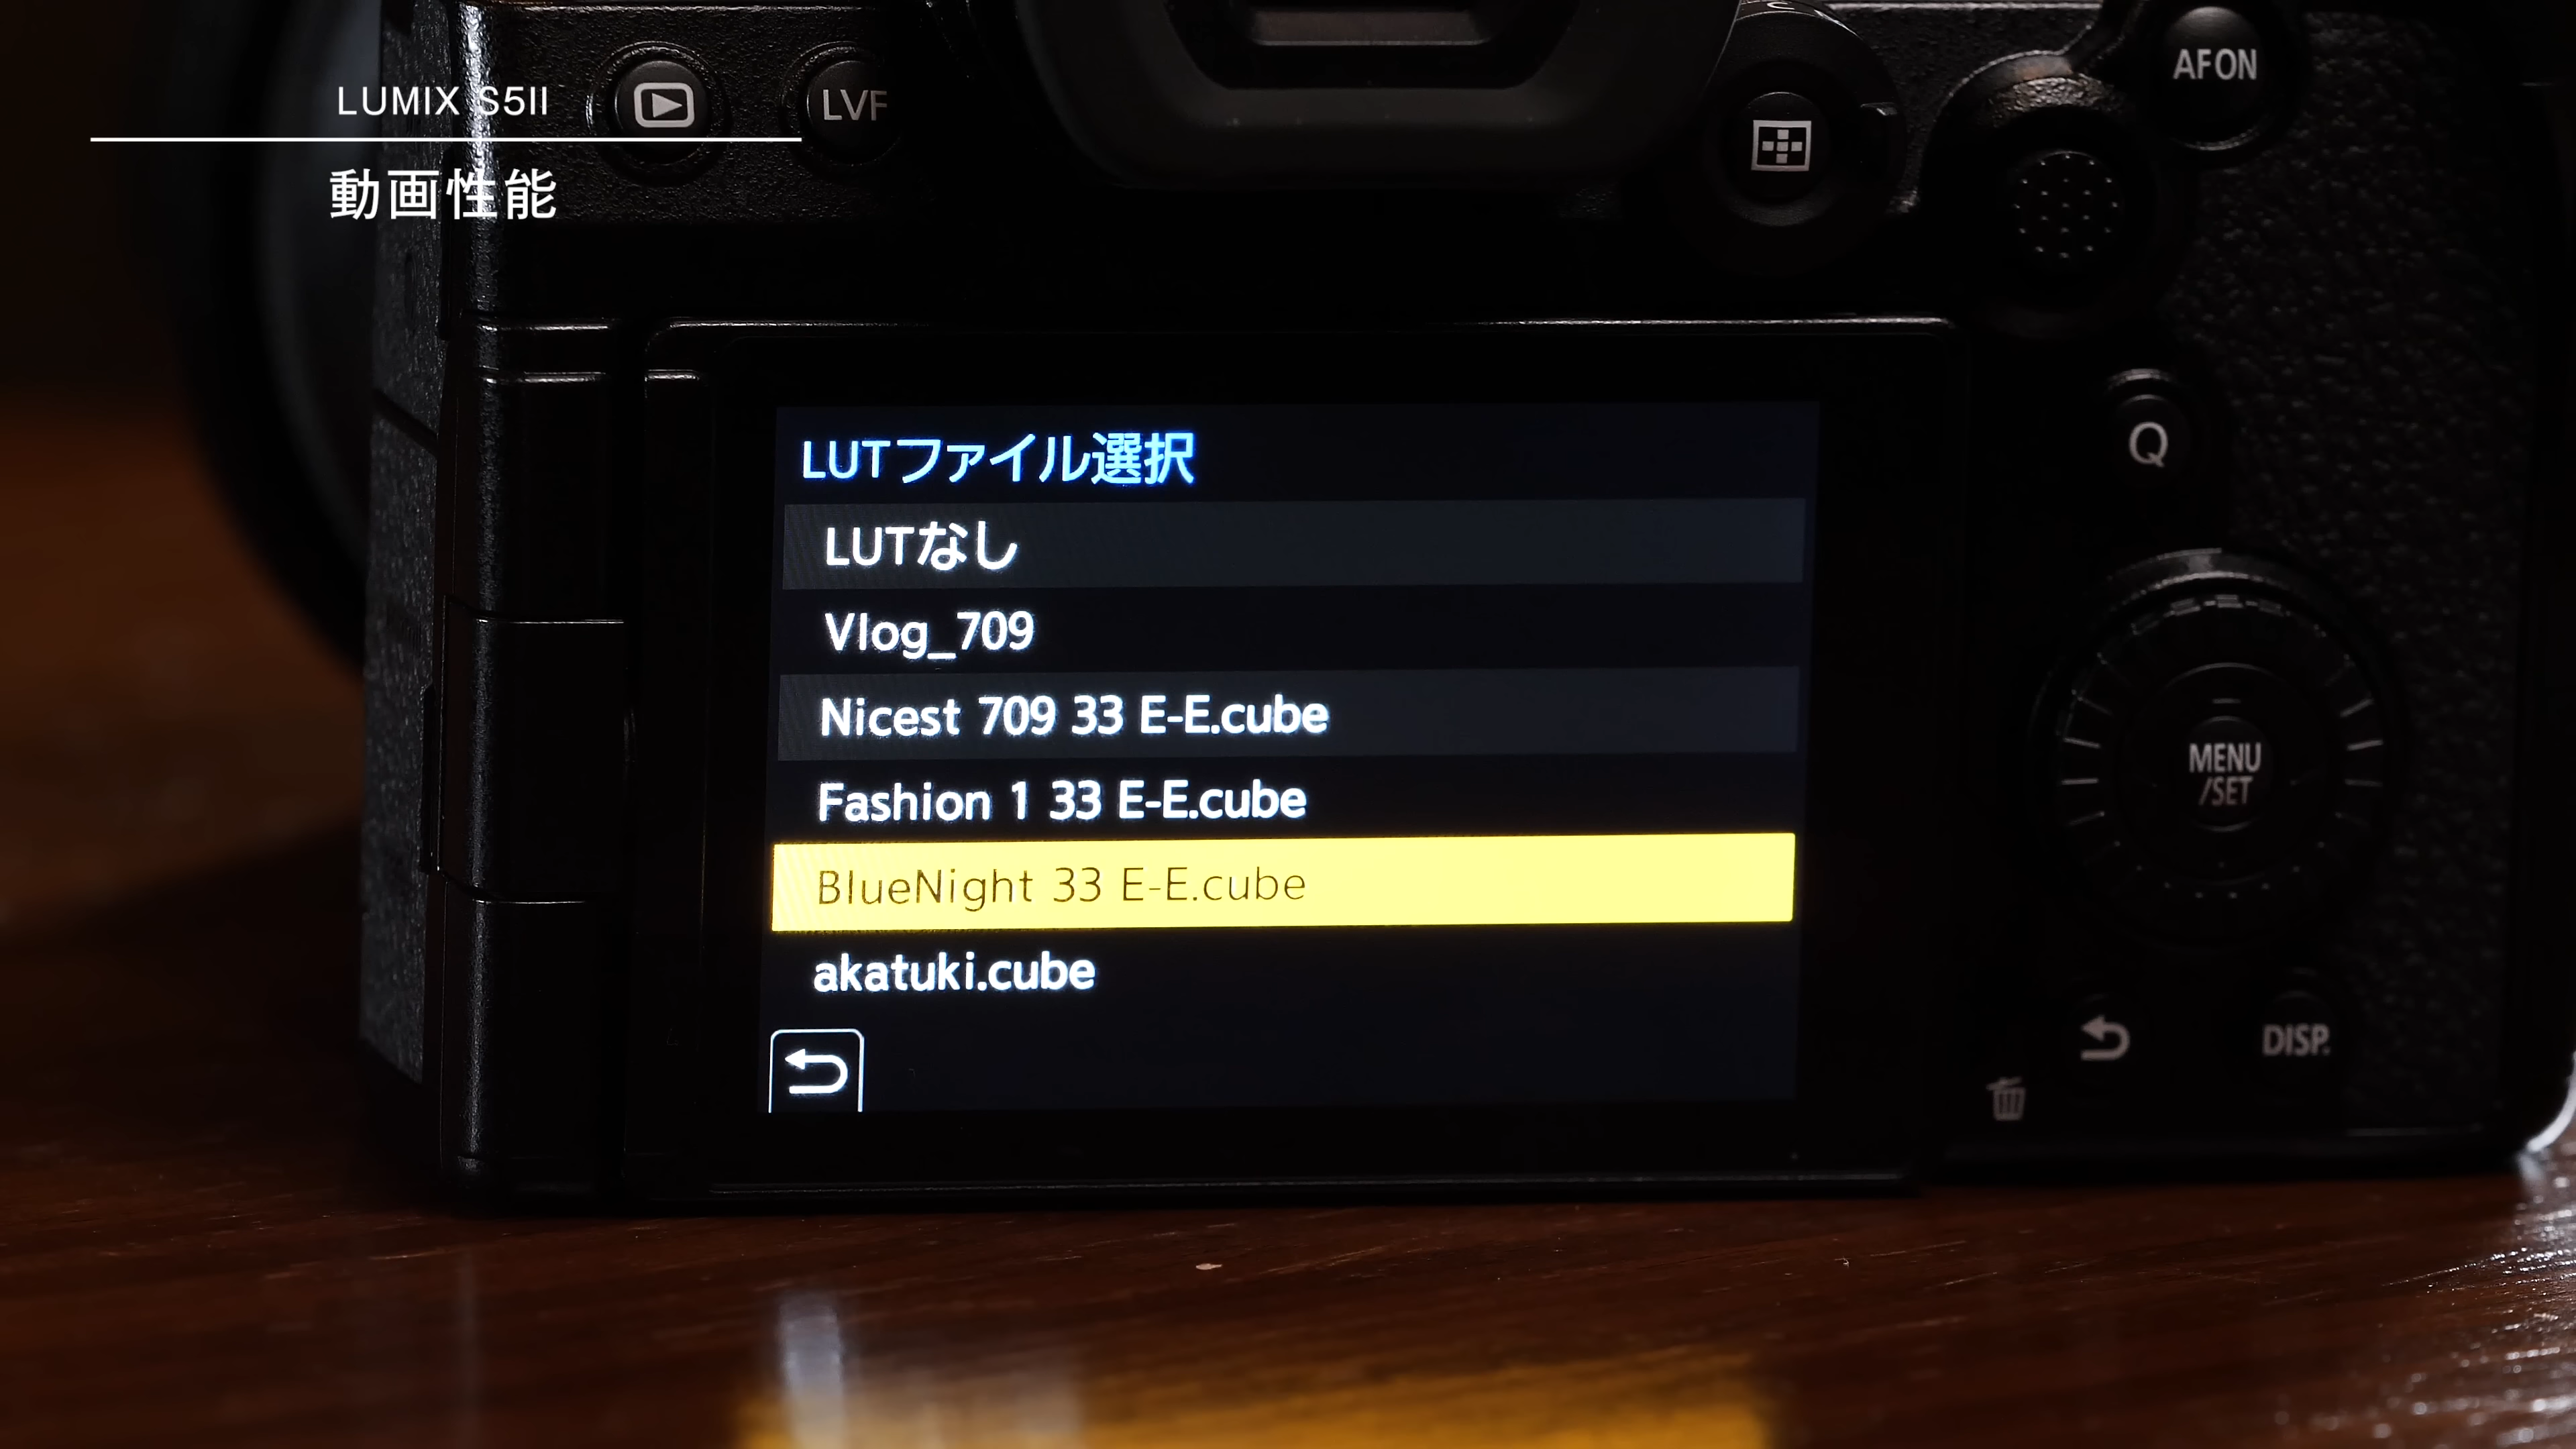 LUMIX S5II
動画性能
LVF
AF ON
Q
LUTファイル選択
LUTなし
Vlog_709
Nicest 709 33 E-E.cube
Fashion 1 33 E-E.cube
BlueNight 33 E-E.cube
akatuki.cube
MENU
/SET
DISP.